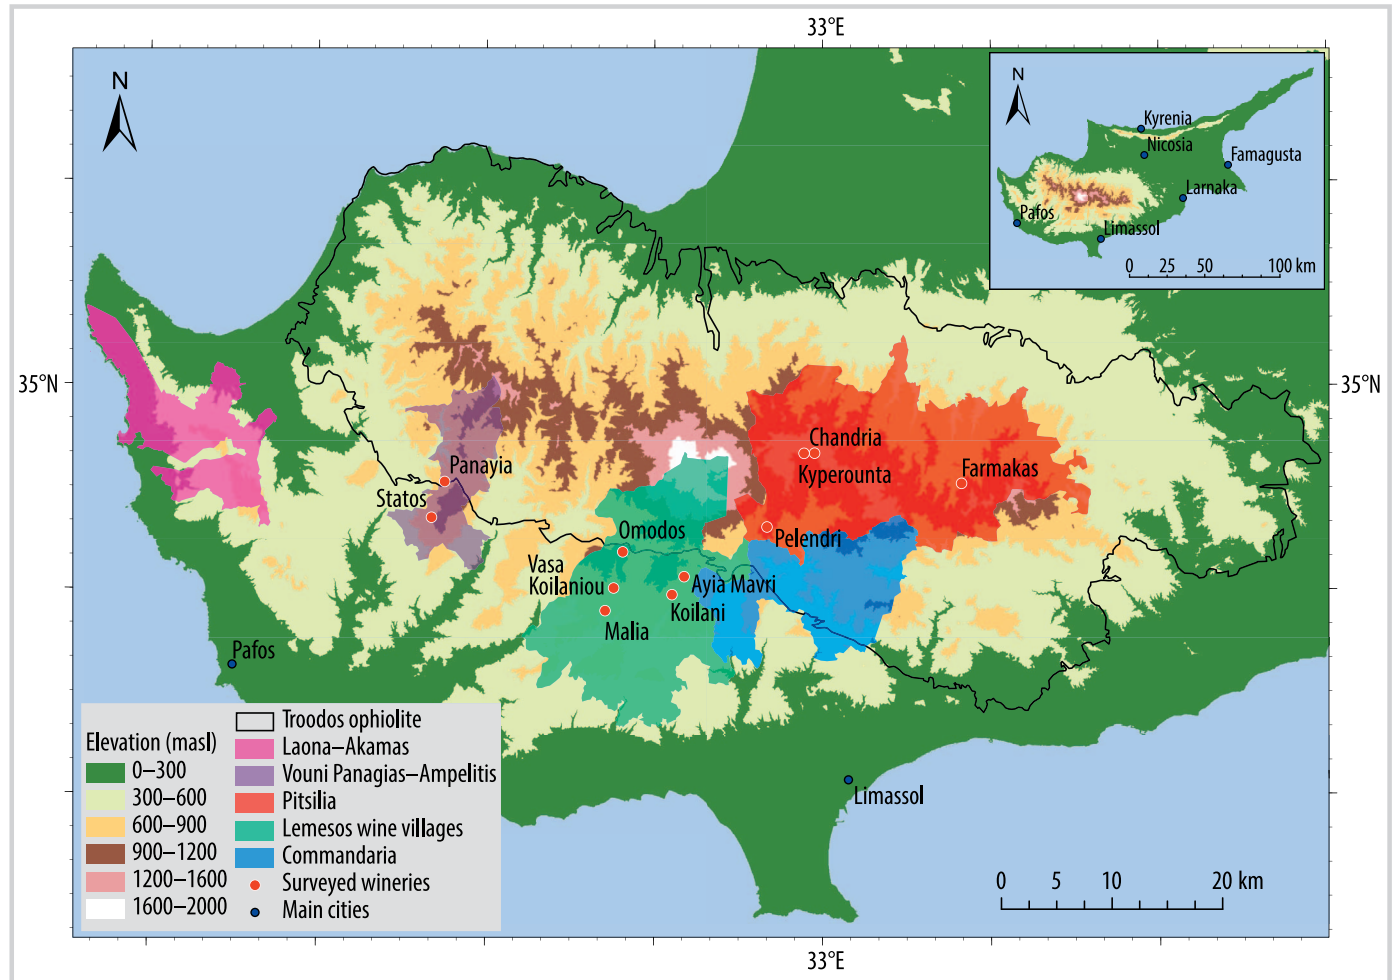 33°E
N
N
Kyrenia
Nicosia
Famagusta
Larnaka
Pafos
Limassol
0 25 50 100 km
35°N
35°N
Chandria
Kyperounta
Farmakas
Panayia
Statos
Omodos
Pelendri
Vasa
Koilaniou
Ayia Mavri
Koilani
Malia
Pafos
Limassol
Elevation (masl)
0–300
300–600
600–900
900–1200
1200–1600
1600–2000
Troodos ophiolite
Laona–Akamas
Vouni Panagias–Ampelitis
Pitsilia
Lemesos wine villages
Commandaria
Surveyed wineries
Main cities
0 5 10 20 km
33°E